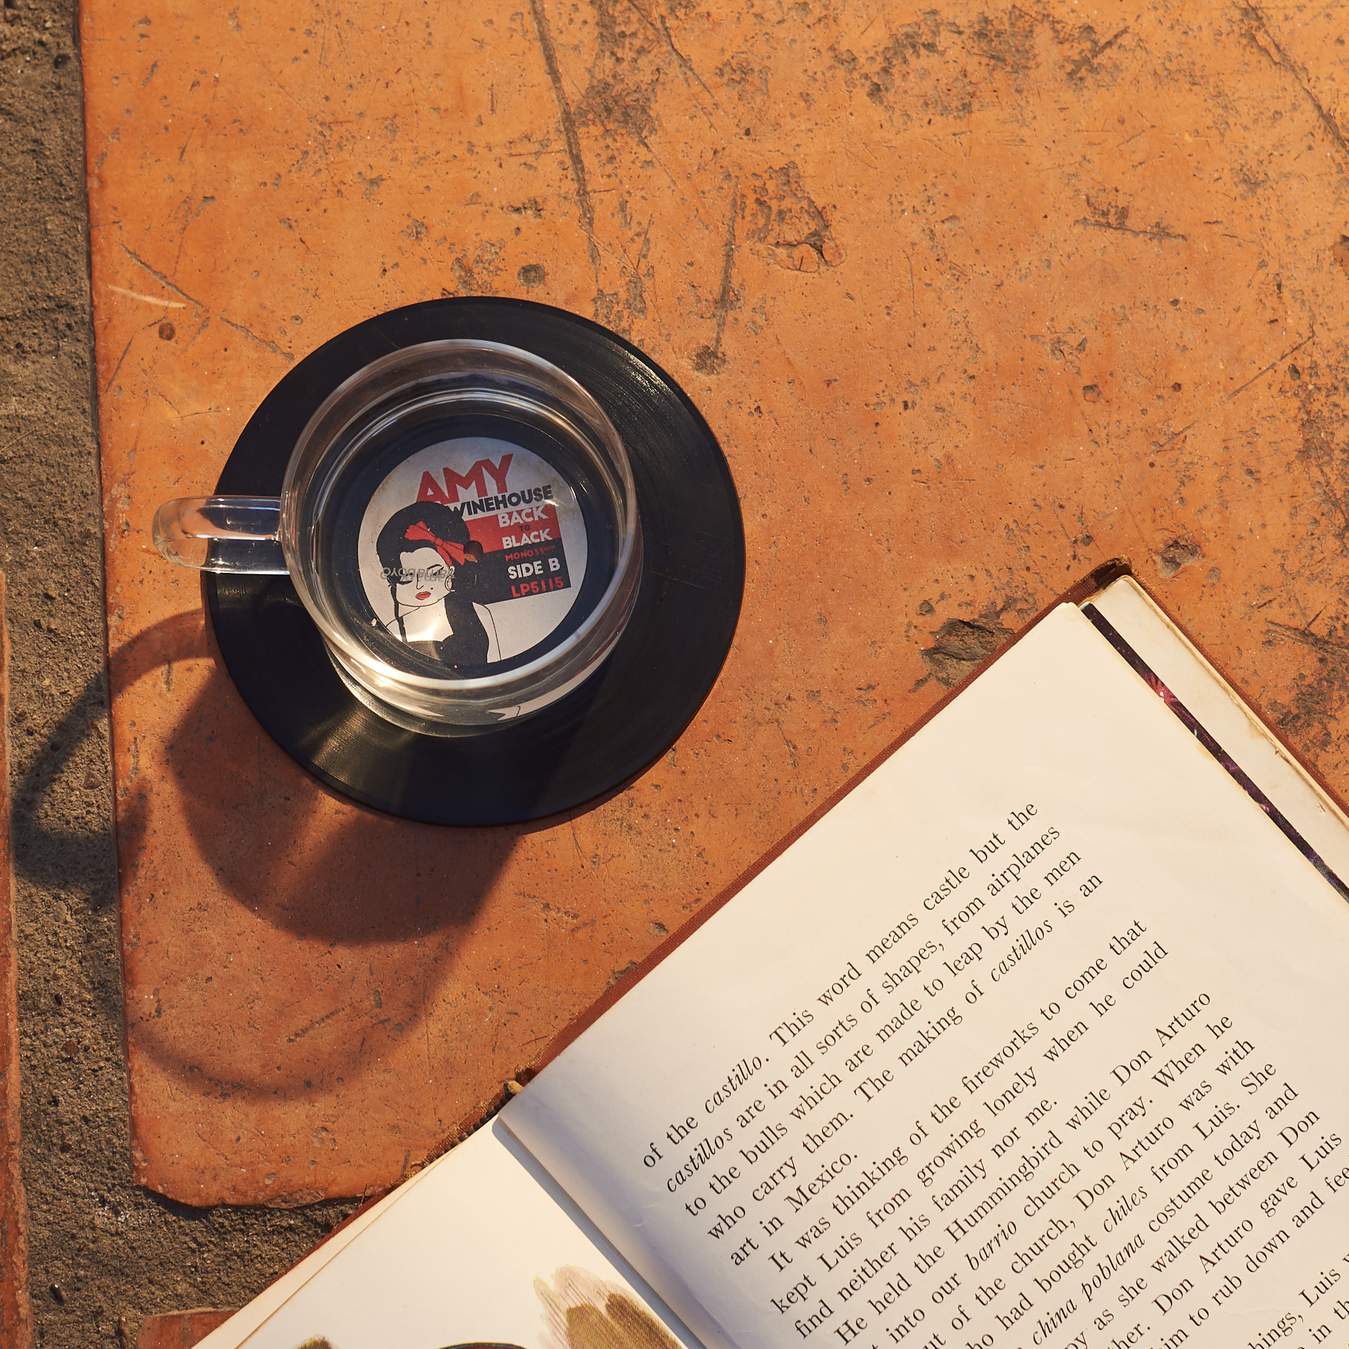 AMY
WINEHOUSE
BACK
TO
BLACK
SIDE B
LP5115
of the castillo. This word means castle but the
castillos are in all sorts of shapes, from airplanes
to the bulls which are made to leap by the men
who carry them. The making of castillos is an
art in Mexico.
It was thinking of the fireworks to come that
kept Luis from growing lonely when he could
find neither his family nor me.
He held the Hummingbird while Don Arturo
into our barrio church to pray. When he
of the church, Don Arturo was with
had bought chiles from Luis. She
china poblana costume today and
as she walked between Don
Don Arturo gave Luis
to rub down and
Luis
in